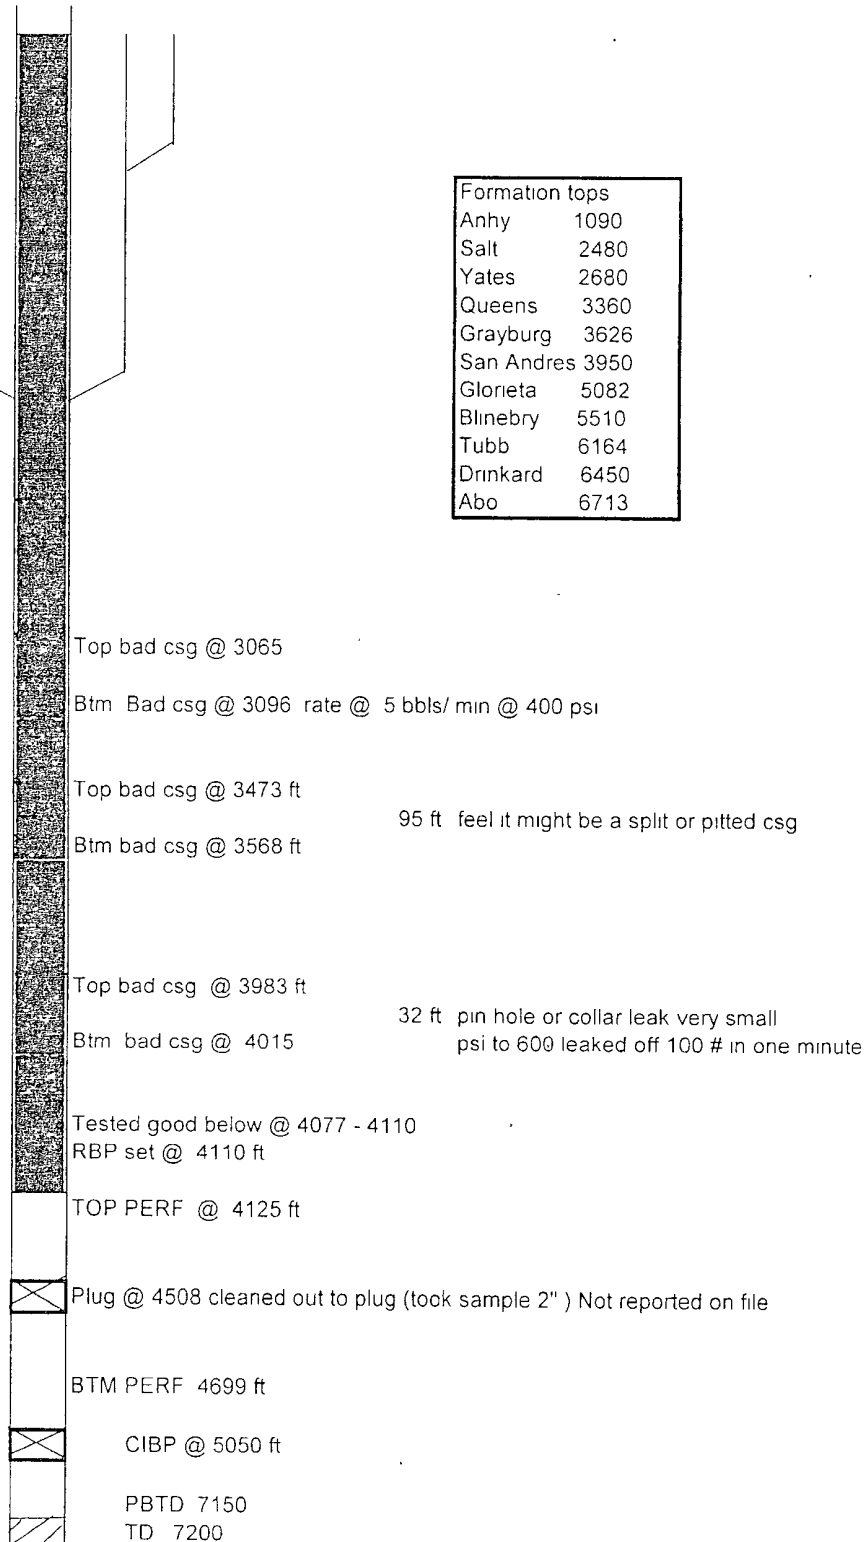 Formation tops
Anhy 1090
Salt 2480
Yates 2680
Queens 3360
Grayburg 3626
San Andres 3950
Glorieta 5082
Blinebry 5510
Tubb 6164
Drinkard 6450
Abo 6713
Top bad csg @ 3065
Btm Bad csg @ 3096 rate @ 5 bbls/ min @ 400 psi
Top bad csg @ 3473 ft
95 ft feel it might be a split or pitted csg
Btm bad csg @ 3568 ft
Top bad csg @ 3983 ft
32 ft pin hole or collar leak very small
Btm bad csg @ 4015
psi to 600 leaked off 100 # in one minute
Tested good below @ 4077 - 4110
RBP set @ 4110 ft
TOP PERF @ 4125 ft
Plug @ 4508 cleaned out to plug (took sample 2" ) Not reported on file
BTM PERF 4699 ft
CIBP @ 5050 ft
PBTD 7150
TD 7200